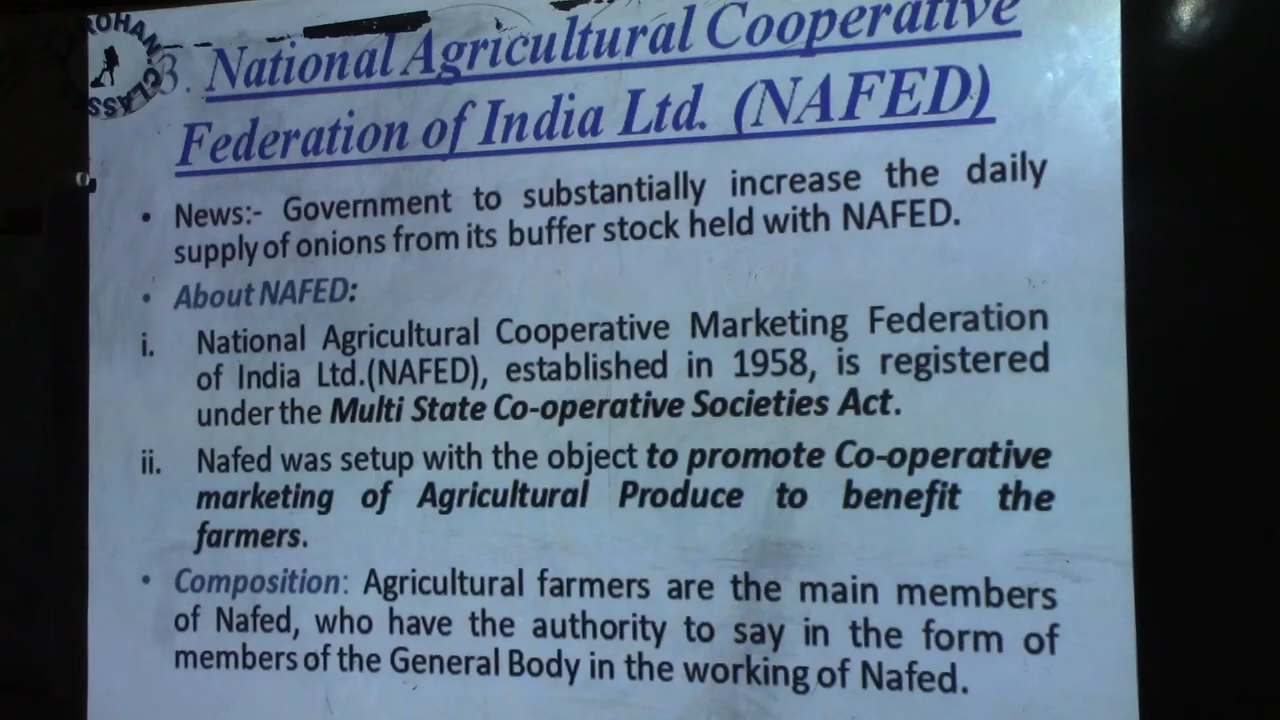 ROHAN
CLASS
3. National Agricultural Cooperative
Federation of India Ltd. (NAFED)
• News:- Government to substantially increase the daily
supply of onions from its buffer stock held with NAFED.
• About NAFED:
i. National Agricultural Cooperative Marketing Federation
of India Ltd.(NAFED), established in 1958, is registered
under the Multi State Co-operative Societies Act.
ii. Nafed was setup with the object to promote Co-operative
marketing of Agricultural Produce to benefit the
farmers.
• Composition: Agricultural farmers are the main members
of Nafed, who have the authority to say in the form of
members of the General Body in the working of Nafed.